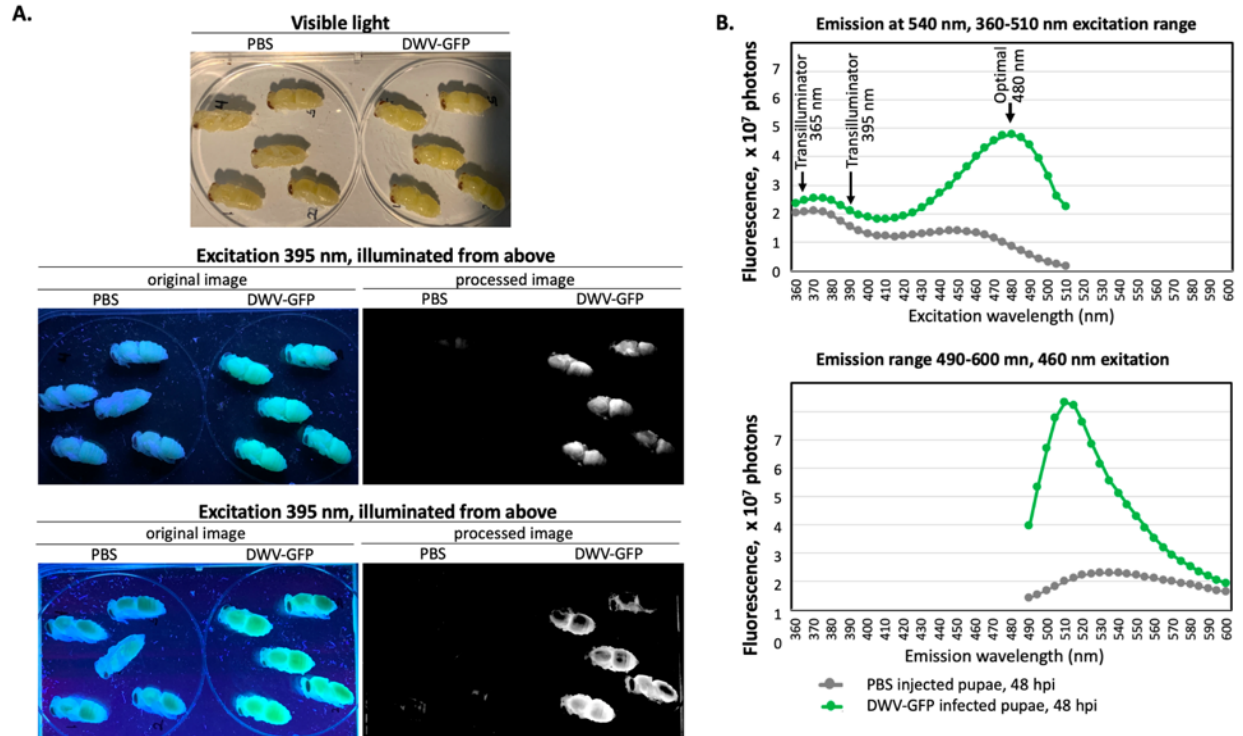 A.
Visible light
PBS DWV-GFP
4
1
2
Excitation 395 nm, illuminated from above
original image processed image
PBS DWV-GFP PBS DWV-GFP
Excitation 395 nm, illuminated from above
original image processed image
PBS DWV-GFP PBS DWV-GFP
2
B.
Emission at 540 nm, 360-510 nm excitation range
Fluorescence, x 10⁷ photons
7
6
5
4
3
2
1
0
Transilluminator
365 nm
Transilluminator
395 nm
Optimal
480 nm
360 370 380 390 400 410 420 430 440 450 460 470 480 490 500 510 520 530 540 550 560 570 580 590 600
Excitation wavelength (nm)
Emission range 490-600 mn, 460 nm exitation
Fluorescence, x 10⁷ photons
7
6
5
4
3
2
1
0
360 370 380 390 400 410 420 430 440 450 460 470 480 490 500 510 520 530 540 550 560 570 580 590 600
Emission wavelength (nm)
PBS injected pupae, 48 hpi
DWV-GFP infected pupae, 48 hpi